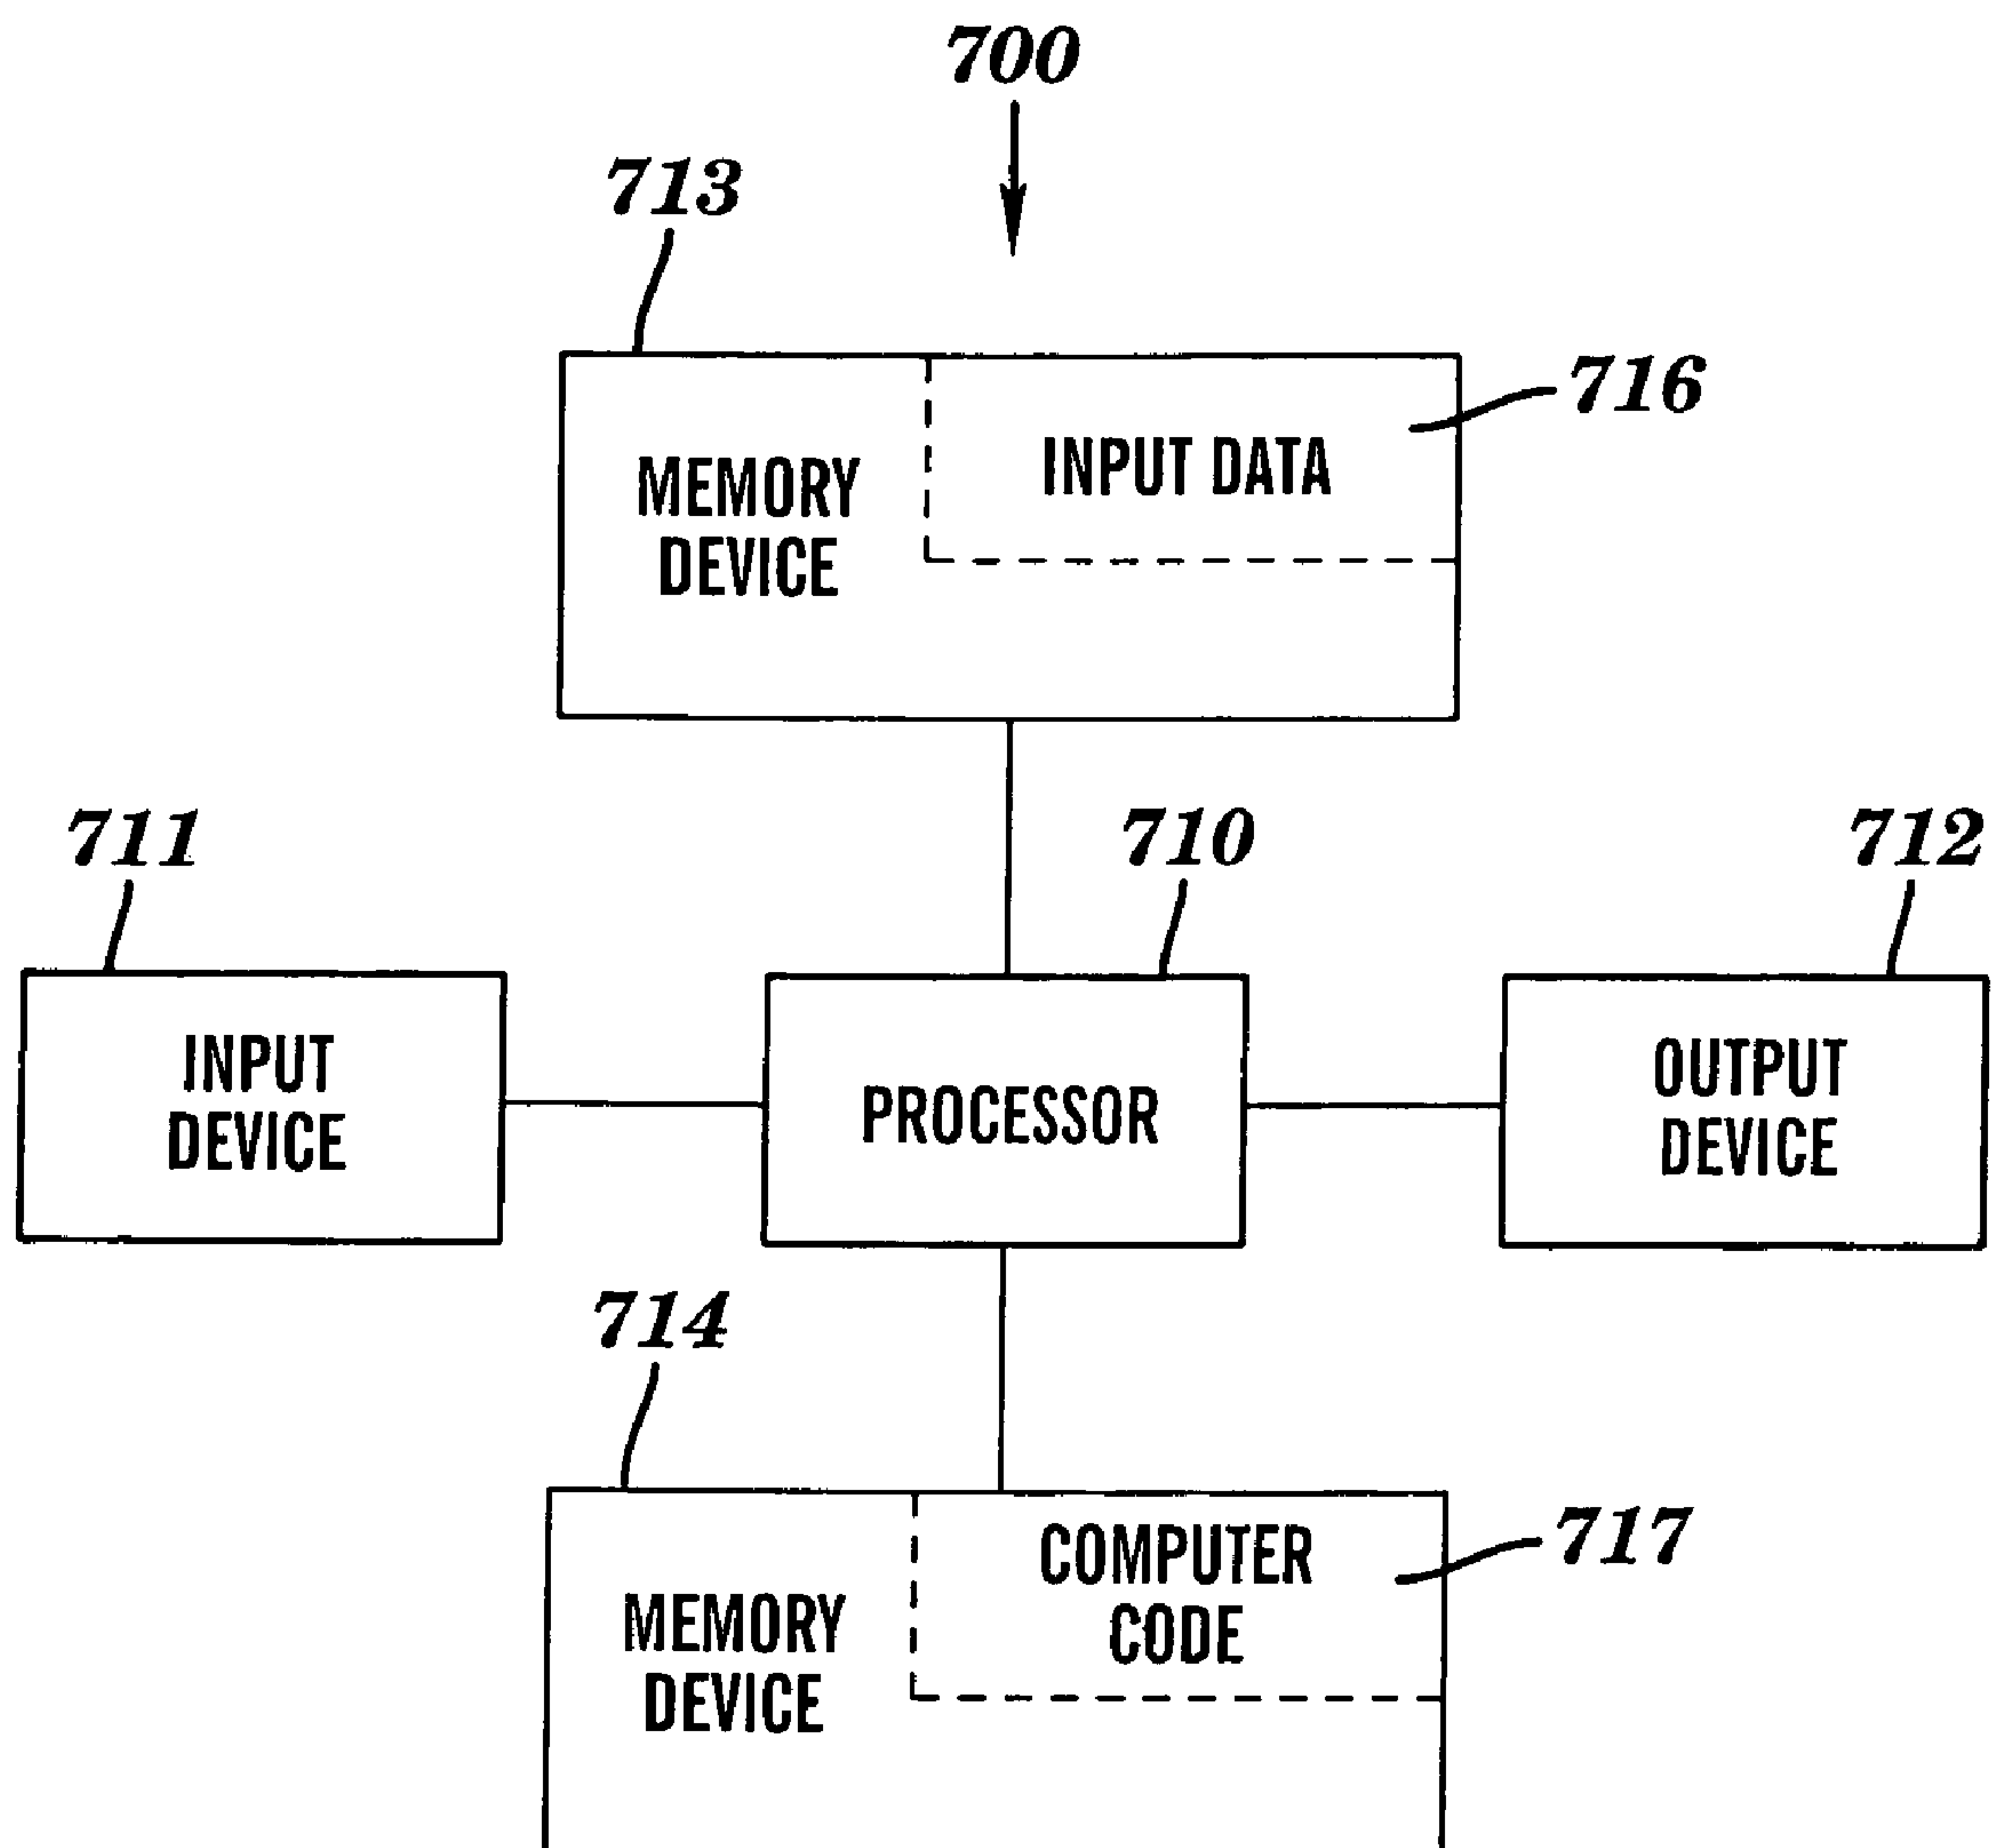 700
713
716
INPUT DATA
MEMORY
DEVICE
711
710
712
INPUT
DEVICE
PROCESSOR
OUTPUT
DEVICE
714
717
COMPUTER
CODE
MEMORY
DEVICE